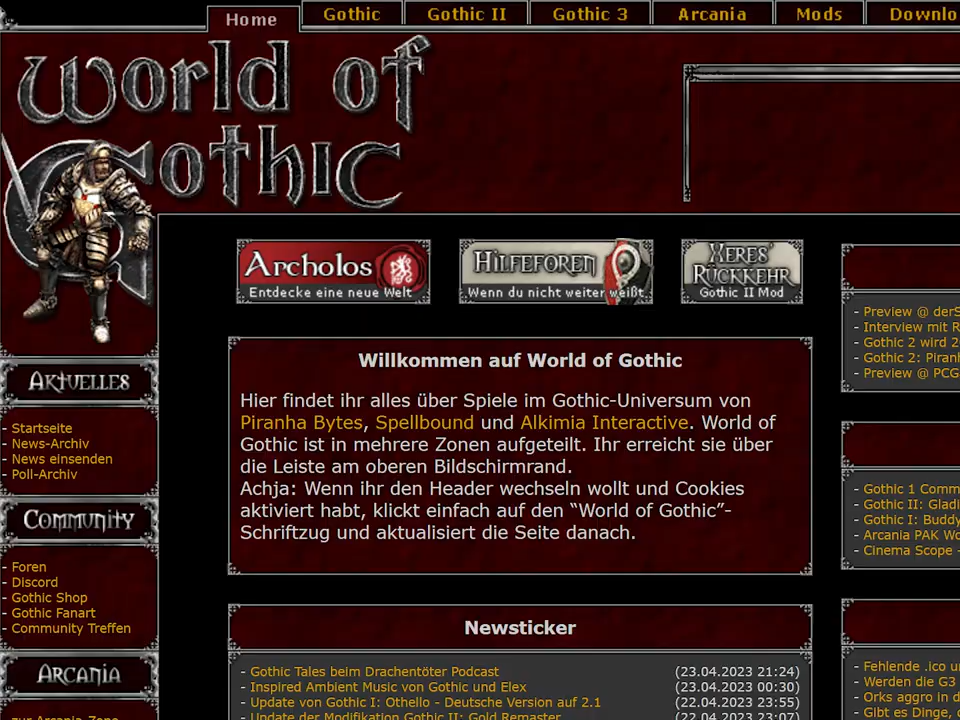 Home
Gothic
Gothic II
Gothic 3
Arcania
Mods
world of
Gothic
Archolos
Entdecke eine neue Welt
Hilfeforen
Wenn du nicht weiter weißt
Xeres'
Rückkehr
Gothic II Mod
Aktuelles
- Startseite
- News-Archiv
- News einsenden
- Poll-Archiv
Community
- Foren
- Discord
- Gothic Shop
- Gothic Fanart
- Community Treffen
Arcania
Willkommen auf World of Gothic
Hier findet ihr alles über Spiele im Gothic-Universum von
Piranha Bytes, Spellbound und Alkimia Interactive. World of
Gothic ist in mehrere Zonen aufgeteilt. Ihr erreicht sie über
die Leiste am oberen Bildschirmrand.
Achja: Wenn ihr den Header wechseln wollt und Cookies
aktiviert habt, klickt einfach auf den “World of Gothic”-
Schriftzug und aktualisiert die Seite danach.
Newsticker
- Gothic Tales beim Drachentöter Podcast (23.04.2023 21:24)
- Inspired Ambient Music von Gothic und Elex (23.04.2023 00:30)
- Update von Gothic I: Othello - Deutsche Version auf 2.1 (22.04.2023 23:55)
- Update der Modifikation Gothic II: Gold Remaster (22.04.2023 23:07)
- Preview @
- Interview mit
- Gothic 2 wird
- Gothic 2:
- Preview @
- Gothic 1
- Gothic II:
- Gothic I: Buddy
- Arcania PAK
- Cinema Scope -
- Fehlende .ico
- Werden die G3
- Orks aggro in
- Gibt es Dinge,